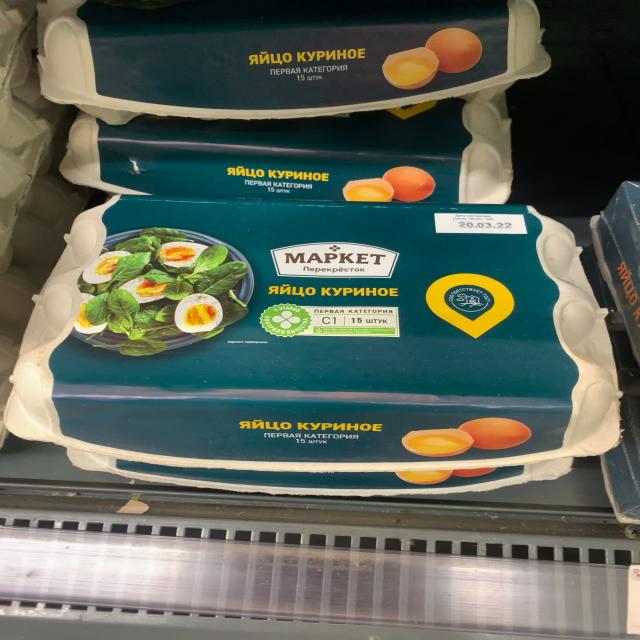 ЯЙЦО КУРИНОЕ
ПЕРВАЯ КАТЕГОРИЯ
15 ШТУК
ЯЙЦО КУРИНОЕ
ПЕРВАЯ КАТЕГОРИЯ
15 ШТУК
20.03.22
МАРКЕТ
Перекрёсток
ЯЙЦО КУРИНОЕ
ПЕРВАЯ КАТЕГОРИЯ
С1 15 ШТУК
ЯЙЦО КУРИНОЕ
ПЕРВАЯ КАТЕГОРИЯ
15 ШТУК